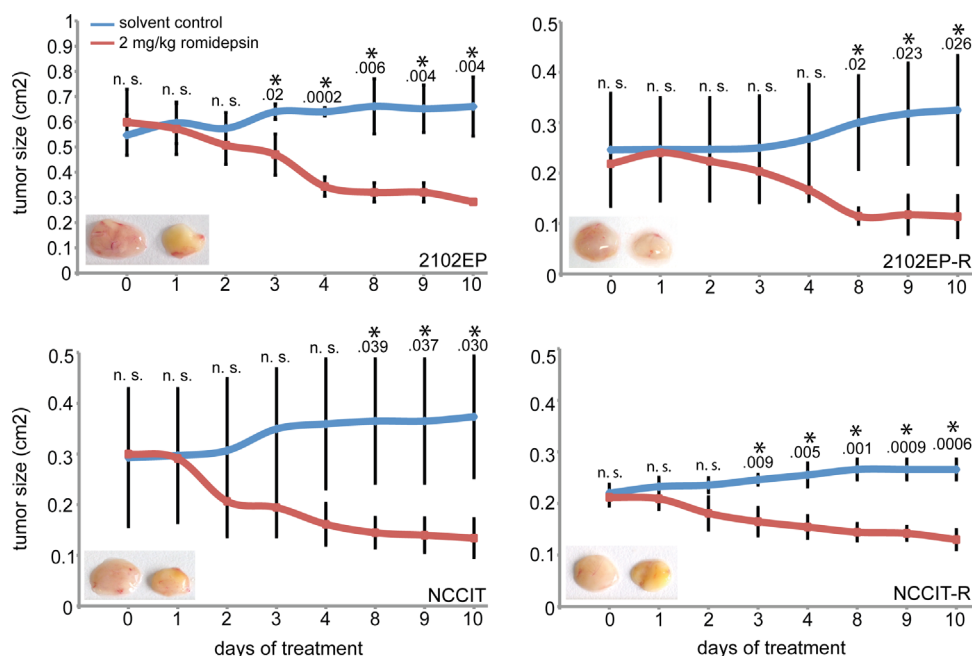 solvent control
2 mg/kg romidepsin
tumor size (cm2)
1
0.9
0.8
0.7
0.6
0.5
0.4
0.3
0.2
0.1
0
n. s. n. s. n. s. * * * * *
.02 .0002 .006 .004 .004
2102EP
0 1 2 3 4 8 9 10
0.5
0.4
0.3
0.2
0.1
0
n. s. n. s. n. s. n. s. n. s. * * *
.02 .023 .026
2102EP-R
0 1 2 3 4 8 9 10
tumor size (cm2)
0.5
0.4
0.3
0.2
0.1
0
n. s. n. s. n. s. n. s. n. s. * * *
.039 .037 .030
NCCIT
0 1 2 3 4 8 9 10
days of treatment
0.5
0.4
0.3
0.2
0.1
0
n. s. n. s. n. s. * * * * *
.009 .005 .001 .0009 .0006
NCCIT-R
0 1 2 3 4 8 9 10
days of treatment